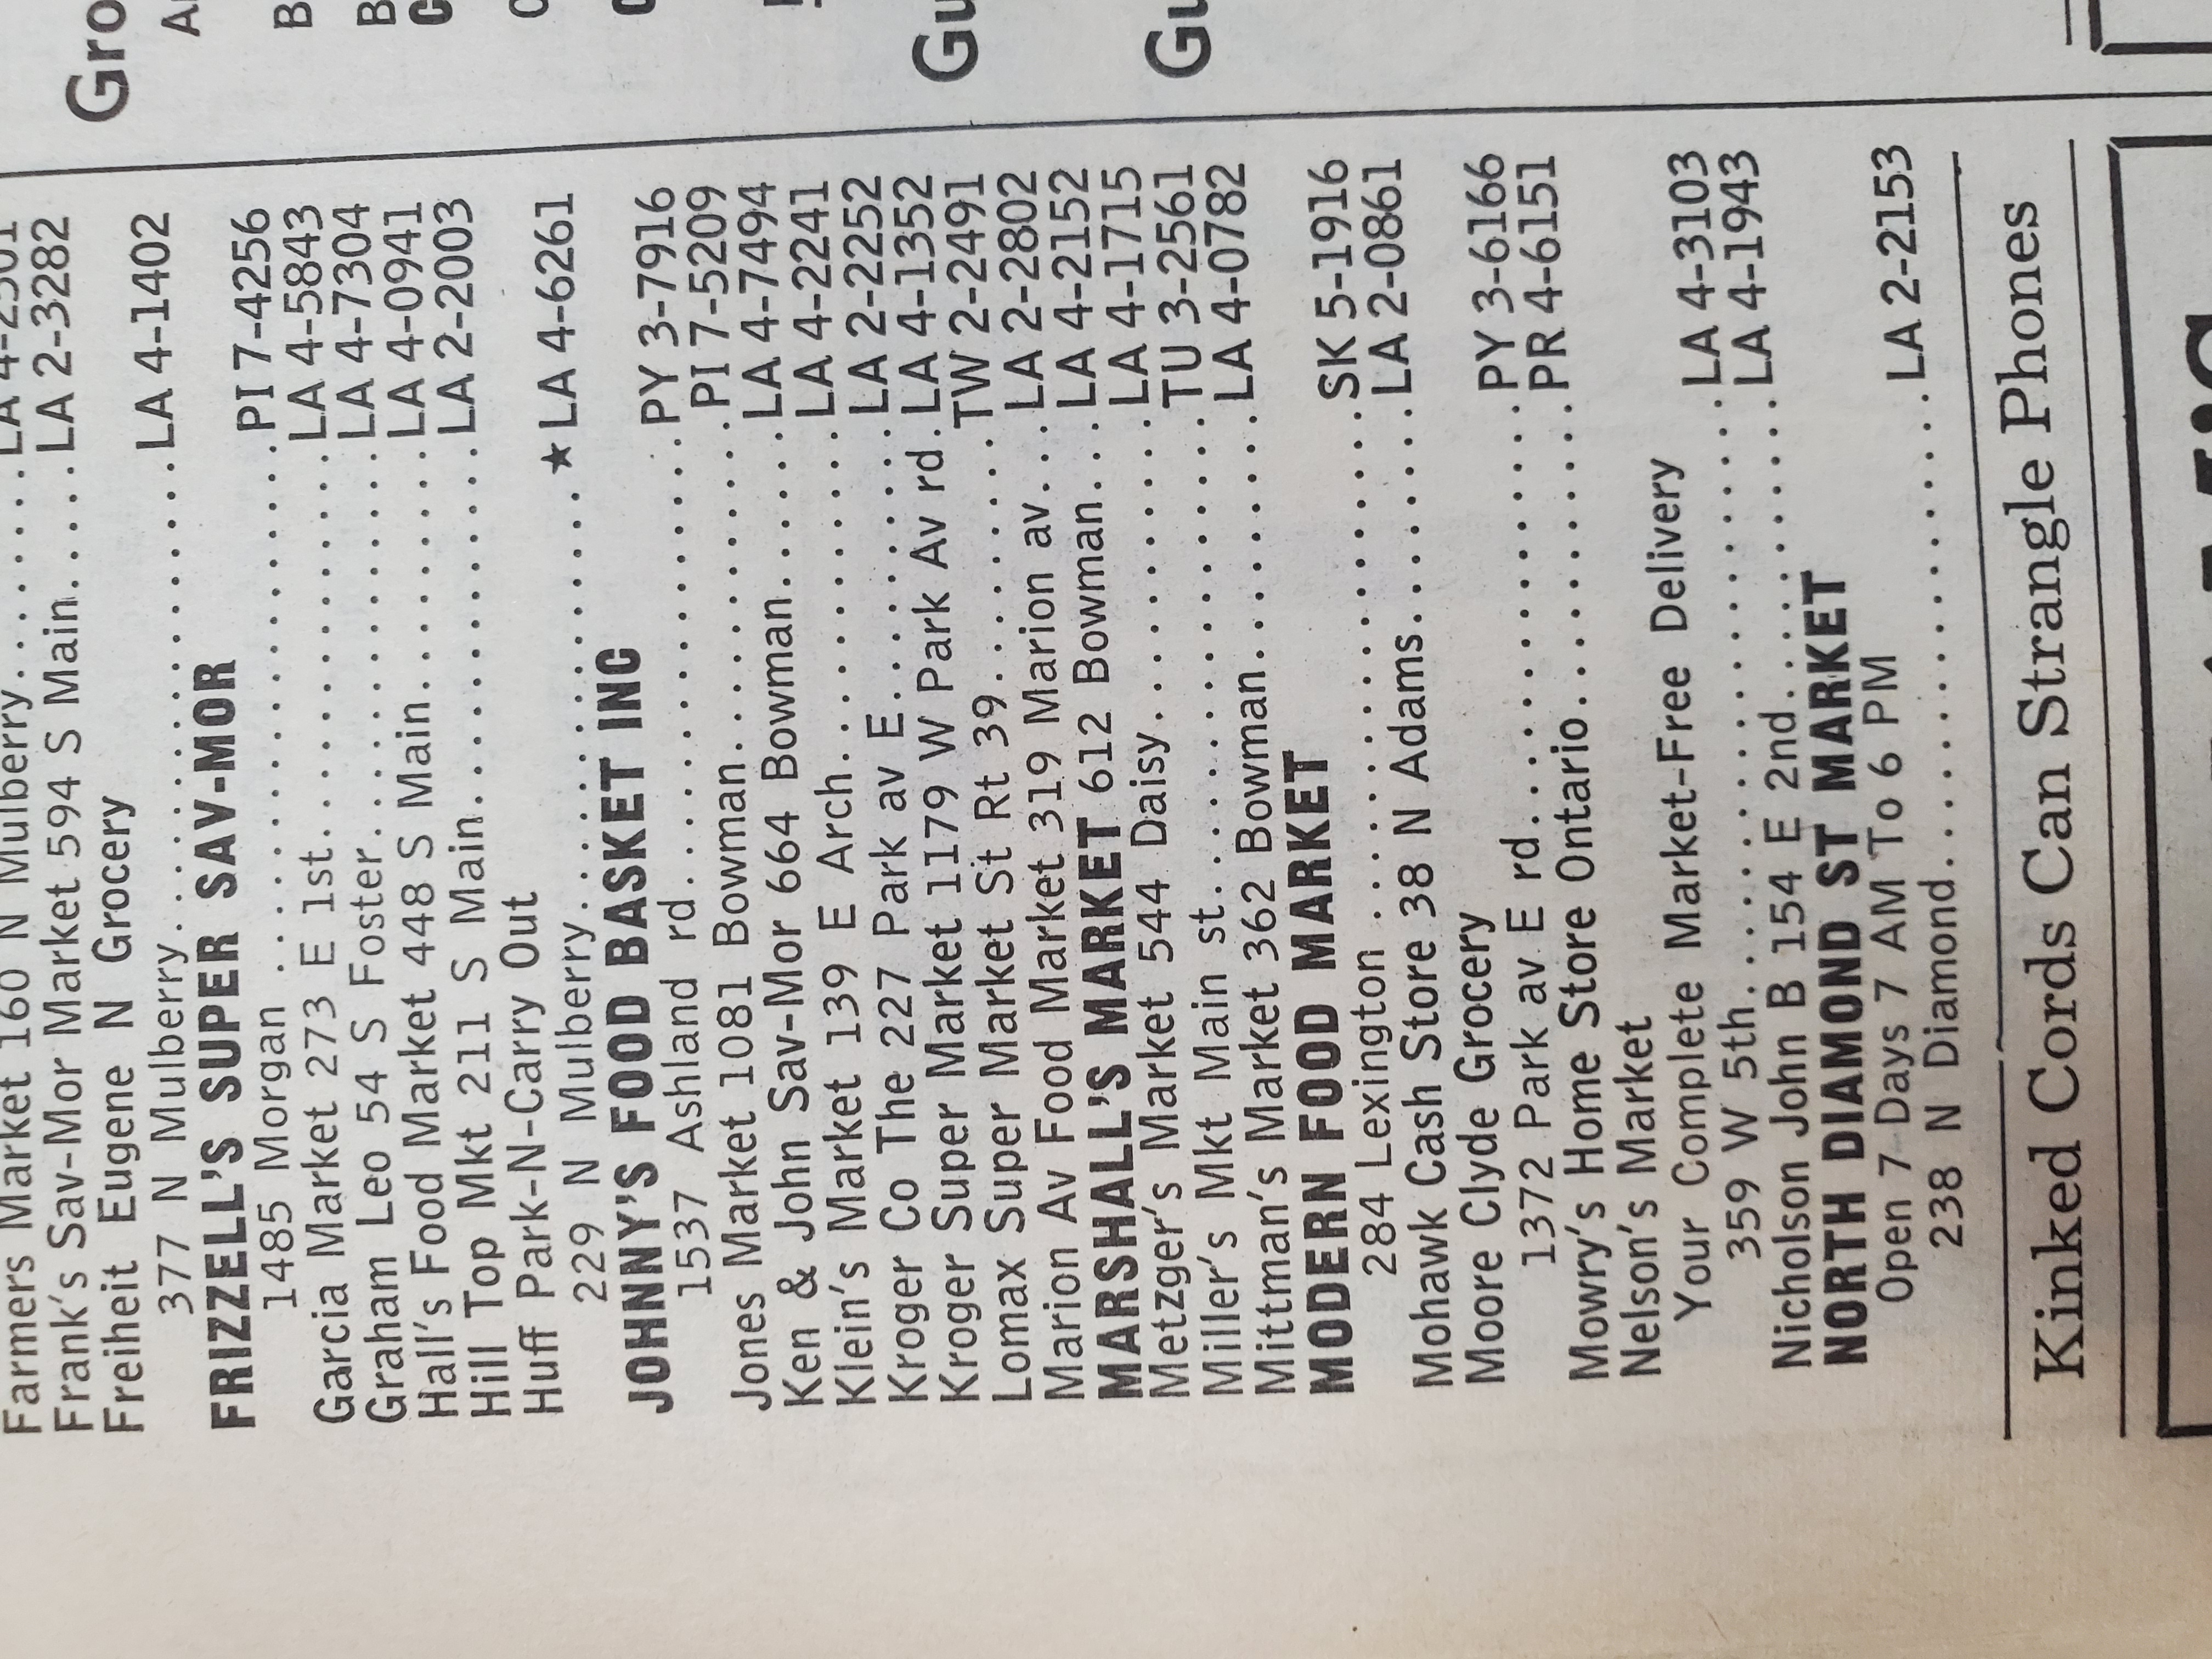 Farmers Market 160 N Mulberry.......LA 4-2501
Frank's Sav-Mor Market 594 S Main.....LA 2-3282
Freiheit Eugene N Grocery
377 N Mulberry..................LA 4-1402
FRIZZELL'S SUPER SAV-MOR
1485 Morgan ..................PI 7-4256
Garcia Market 273 E 1st..............LA 4-5843
Graham Leo 54 S Foster..............LA 4-7304
Hall's Food Market 448 S Main........LA 4-0941
Hill Top Mkt 211 S Main..............LA 2-2003
Huff Park-N-Carry Out
229 N Mulberry.................★LA 4-6261
JOHNNY'S FOOD BASKET INC
1537 Ashland rd..................PY 3-7916
Jones Market 1081 Bowman............PI 7-5209
Ken & John Sav-Mor 664 Bowman......LA 4-7494
Klein's Market 139 E Arch............LA 4-2241
Kroger Co The 227 Park av E..........LA 2-2252
Kroger Super Market 1179 W Park Av rd.LA 4-1352
Lomax Super Market St Rt 39.........TW 2-2491
Marion Av Food Market 319 Marion av...LA 2-2802
MARSHALL'S MARKET 612 Bowman...LA 4-2152
Metzger's Market 544 Daisy...........LA 4-1715
Miller's Mkt Main st..................TU 3-2561
Mittman's Market 362 Bowman........LA 4-0782
MODERN FOOD MARKET
284 Lexington ..................SK 5-1916
Mohawk Cash Store 38 N Adams.......LA 2-0861
Moore Clyde Grocery
1372 Park av E rd................PY 3-6166
Mowry's Home Store Ontario..........PR 4-6151
Nelson's Market
Your Complete Market-Free Delivery
359 W 5th.....................LA 4-3103
Nicholson John B 154 E 2nd..........LA 4-1943
NORTH DIAMOND ST MARKET
Open 7 Days 7 AM To 6 PM
238 N Diamond..................LA 2-2153
Kinked Cords Can Strangle Phones
Gro
Gu
Gu